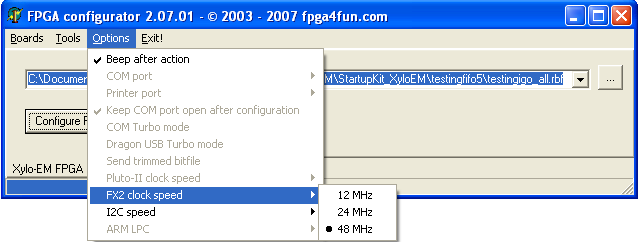 FPGA configurator 2.07.01 - © 2003 - 2007 fpga4fun.com
Boards Tools Options Exit!
Beep after action
COM port
Printer port
Keep COM port open after configuration
COM Turbo mode
Dragon USB Turbo mode
Send trimmed bitfile
Pluto-II clock speed
FX2 clock speed
I2C speed
ARM LPC
12 MHz
24 MHz
48 MHz
C:\Docume M\StartupKit_XyloEM\testingfifo5\testingigo_all.rbf
...
Configure F
Xylo-EM FPGA